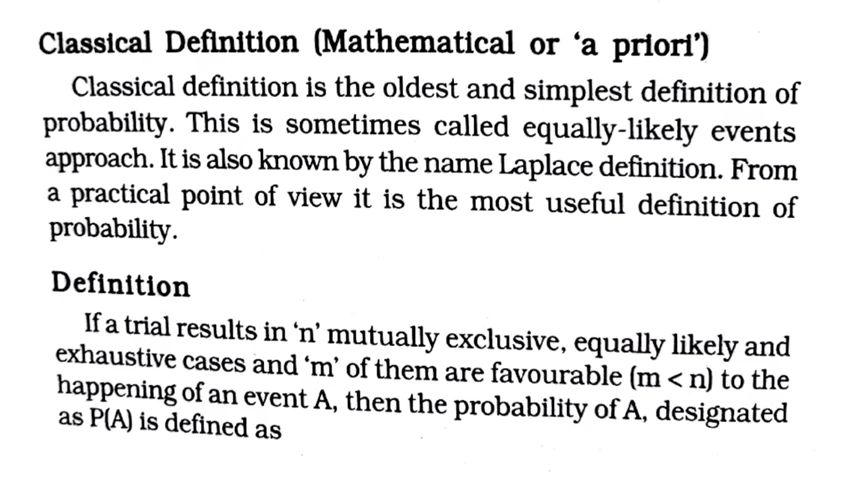 Classical Definition (Mathematical or ‘a priori’)
Classical definition is the oldest and simplest definition of
probability. This is sometimes called equally-likely events
approach. It is also known by the name Laplace definition. From
a practical point of view it is the most useful definition of
probability.
Definition
If a trial results in ‘n’ mutually exclusive, equally likely and
exhaustive cases and ‘m’ of them are favourable (m < n) to the
happening of an event A, then the probability of A, designated
as P(A) is defined as